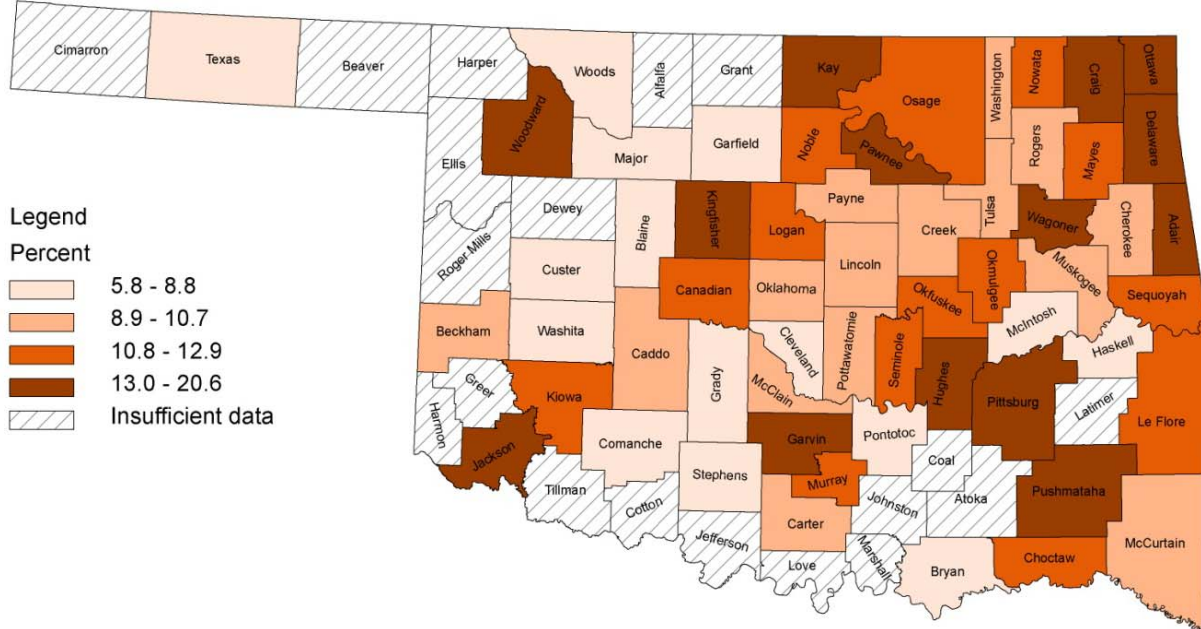 Cimarron
Texas
Beaver
Harper
Woods
Alfalfa
Grant
Kay
Osage
Washington
Nowata
Craig
Ottawa
Woodward
Ellis
Major
Garfield
Noble
Pawnee
Rogers
Mayes
Delaware
Legend
Percent
5.8 - 8.8
8.9 - 10.7
10.8 - 12.9
13.0 - 20.6
Insufficient data
Roger Mills
Dewey
Blaine
Kingfisher
Logan
Payne
Creek
Tulsa
Wagoner
Cherokee
Adair
Custer
Canadian
Oklahoma
Lincoln
Okfuskee
Okmulgee
Muskogee
Sequoyah
Beckham
Washita
Caddo
Grady
Cleveland
McClain
Pottawatomie
Seminole
Hughes
McIntosh
Haskell
Pittsburg
Latimer
Le Flore
Harmon
Greer
Kiowa
Jackson
Comanche
Stephens
Garvin
Murray
Pontotoc
Coal
Atoka
Pushmataha
Tillman
Cotton
Jefferson
Carter
Johnston
Love
Marshall
Bryan
Choctaw
McCurtain